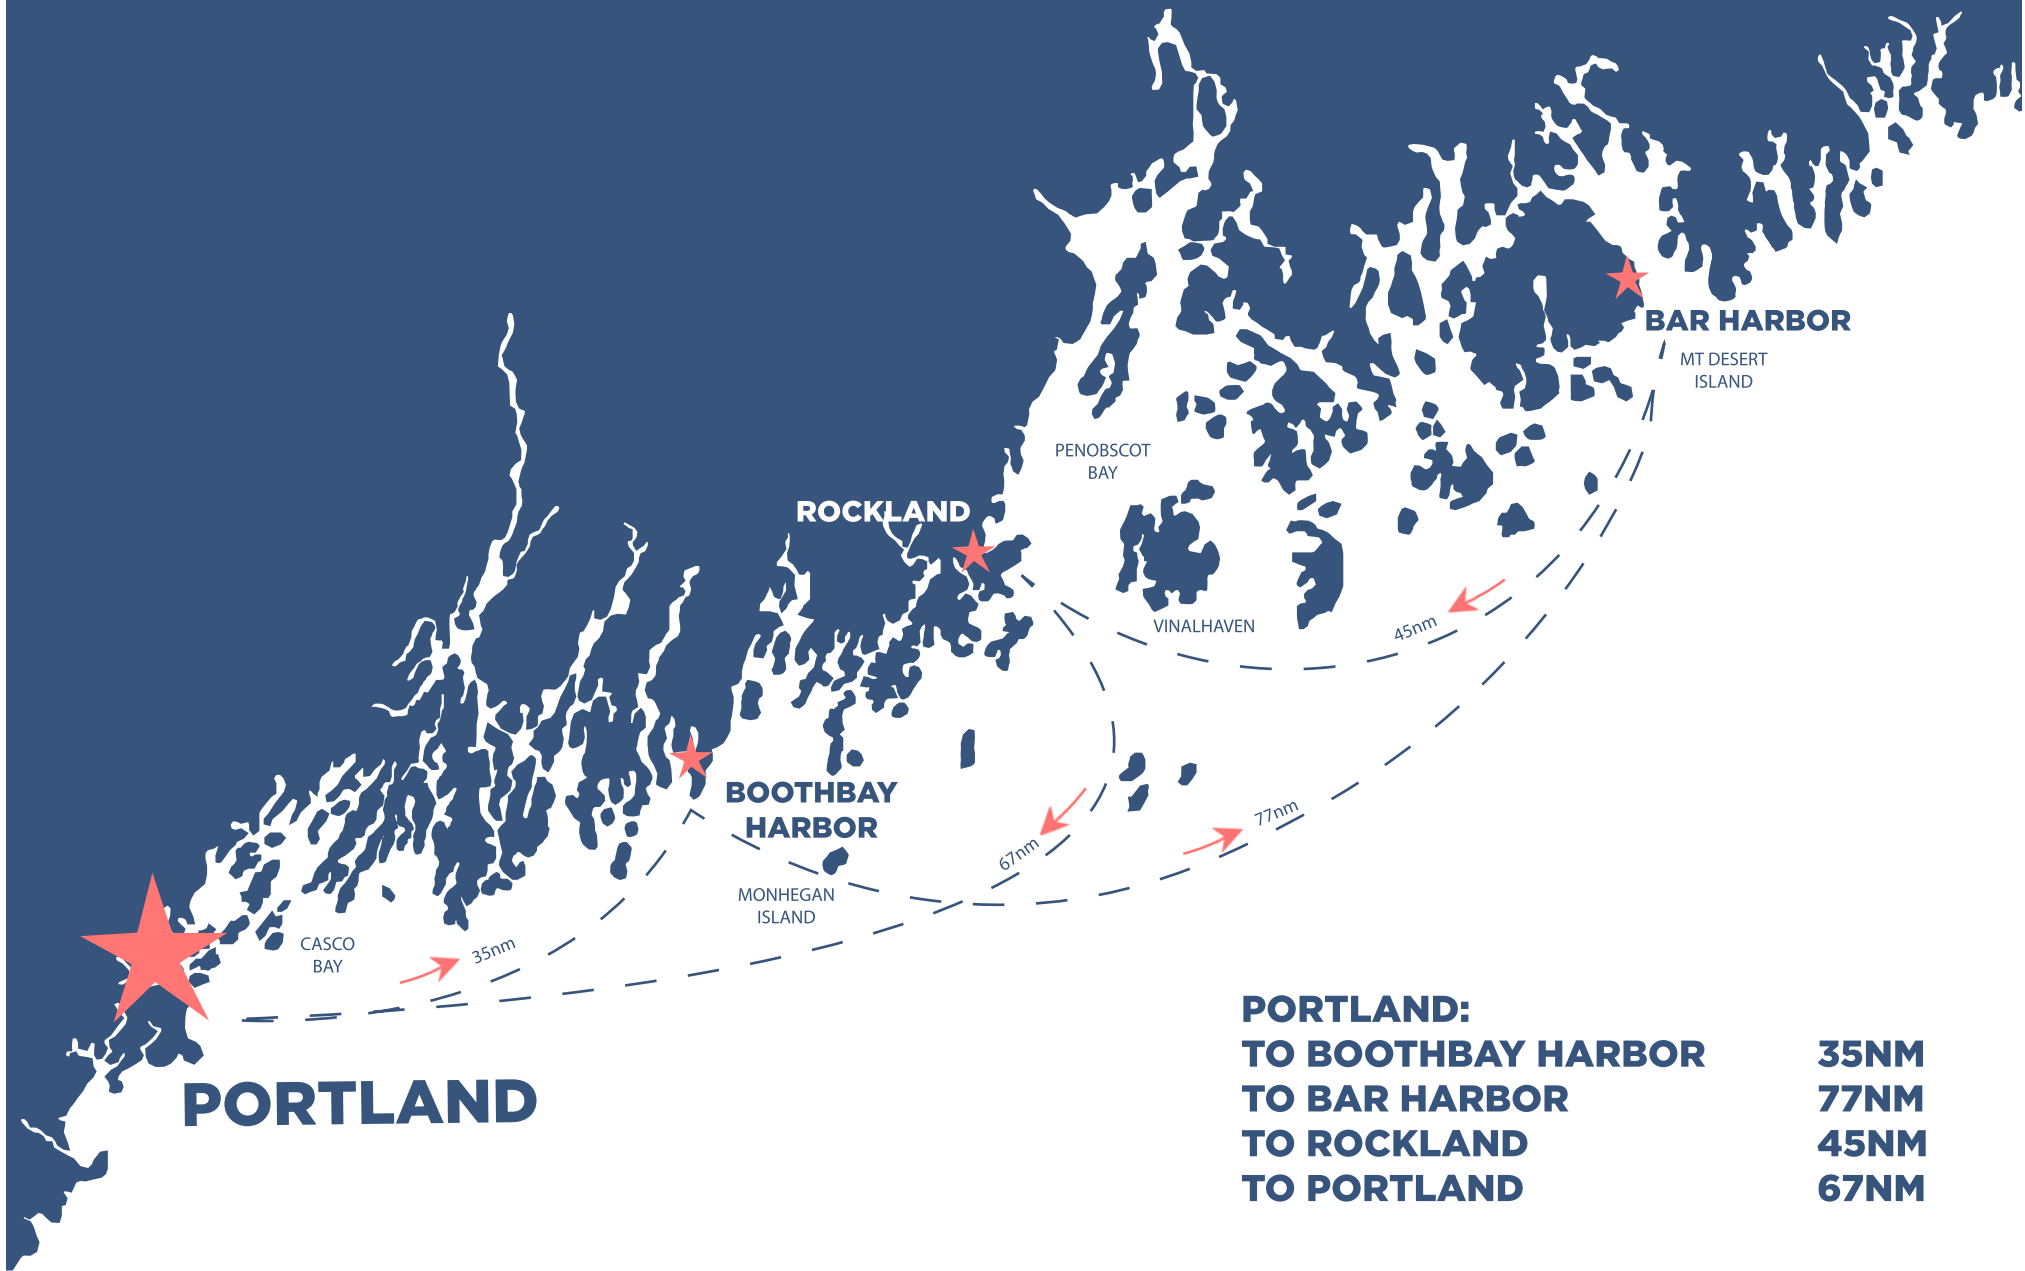 BAR HARBOR
MT DESERT
ISLAND
PENOBSCOT
BAY
ROCKLAND
VINALHAVEN
45nm
BOOTHBAY
HARBOR
77nm
67nm
MONHEGAN
ISLAND
CASCO
BAY
35nm
PORTLAND
PORTLAND:
TO BOOTHBAY HARBOR 35NM
TO BAR HARBOR 77NM
TO ROCKLAND 45NM
TO PORTLAND 67NM